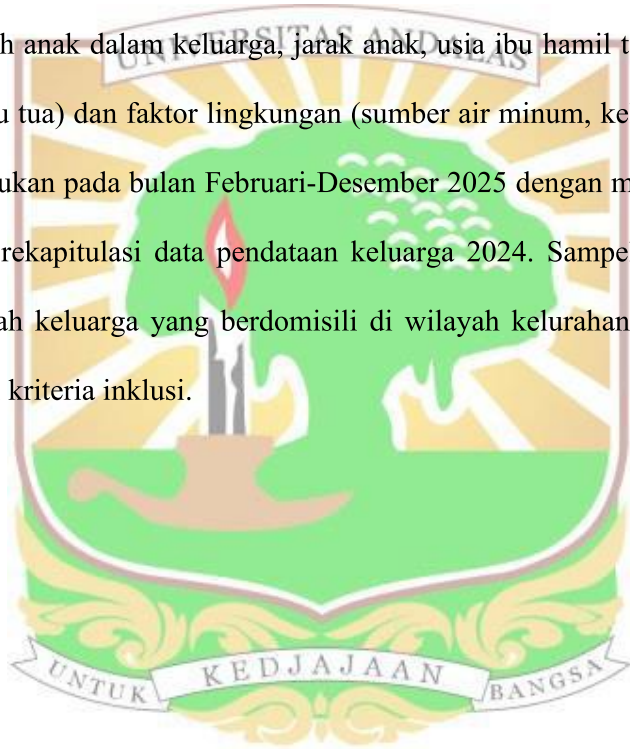 h anak dalam keluarga, jarak anak, usia ibu hamil t
UNIVERSITAS ANDALAS
u tua) dan faktor lingkungan (sumber air minum, ke
ukan pada bulan Februari-Desember 2025 dengan m
rekapitulasi data pendataan keluarga 2024. Sampe
ah keluarga yang berdomisili di wilayah kelurahan
kriteria inklusi.
UNTUK KEDJAJAAN BANGSA